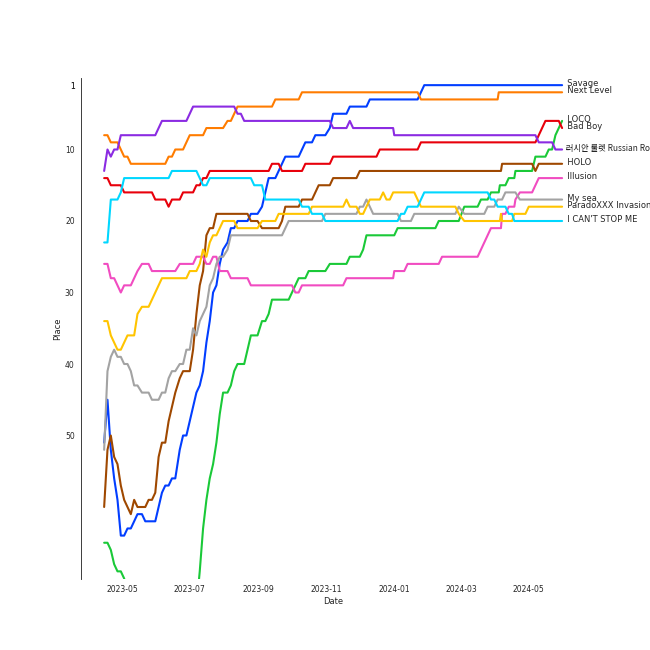 1
10
20
30
40
50
Place
Savage
Next Level
LOCO
Bad Boy
러시안 룰렛 Russian Ro
HOLO
Illusion
My sea
ParadoXXX Invasion
I CAN'T STOP ME
2023-05
2023-07
2023-09
2023-11
2024-01
2024-03
2024-05
Date